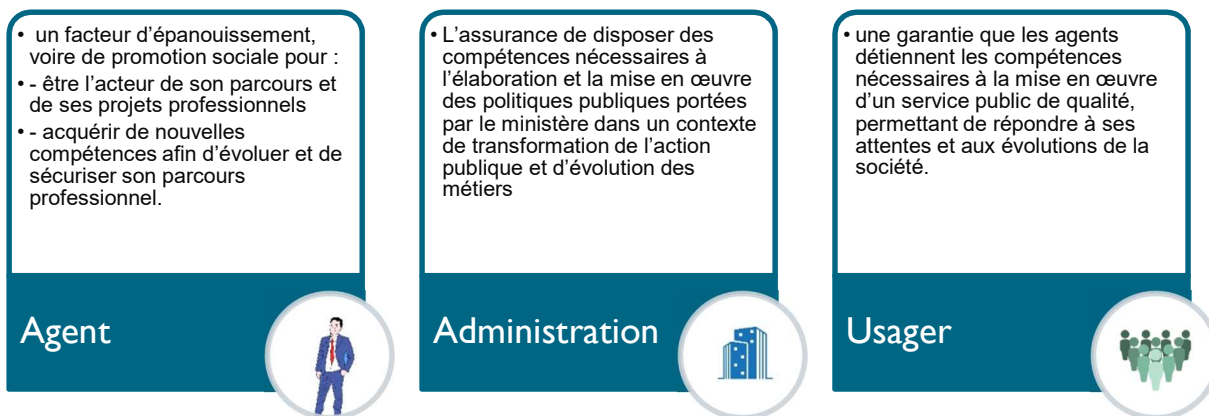 • un facteur d'épanouissement,
voire de promotion sociale pour :
• - être l'acteur de son parcours et
de ses projets professionnels
• - acquérir de nouvelles
compétences afin d'évoluer et de
sécuriser son parcours
professionnel.
Agent
• L'assurance de disposer des
compétences nécessaires à
l'élaboration et la mise en œuvre
des politiques publiques portées
par le ministère dans un contexte
de transformation de l'action
publique et d'évolution des
métiers
Administration
• une garantie que les agents
détiennent les compétences
nécessaires à la mise en œuvre
d'un service public de qualité,
permettant de répondre à ses
attentes et aux évolutions de la
société.
Usager